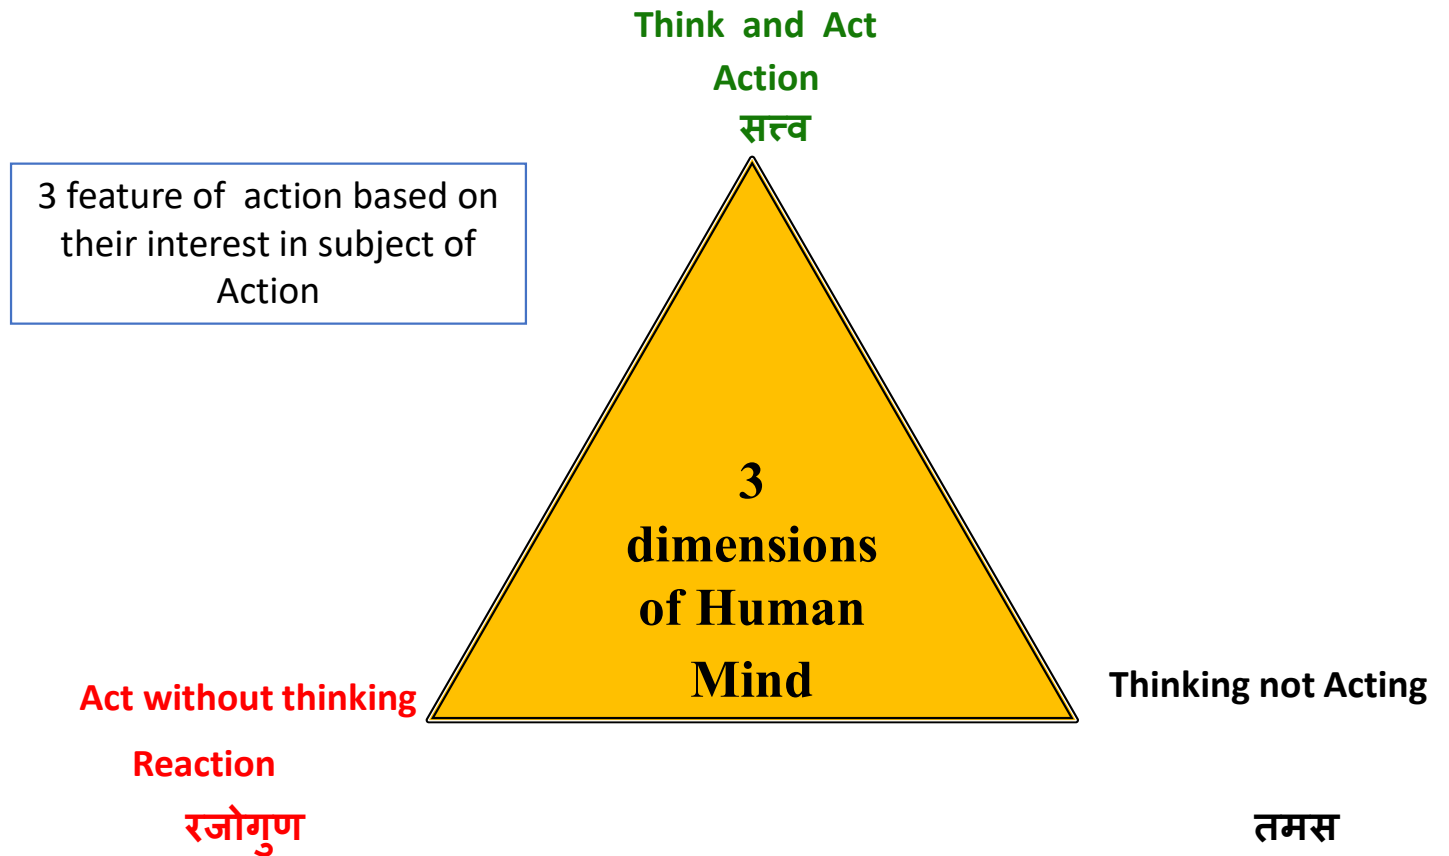 Think and Act
Action
सत्त्व
3 feature of action based on
their interest in subject of
Action
3
dimensions
of Human
Mind
Act without thinking
Thinking not Acting
Reaction
रजोगुण
तमस